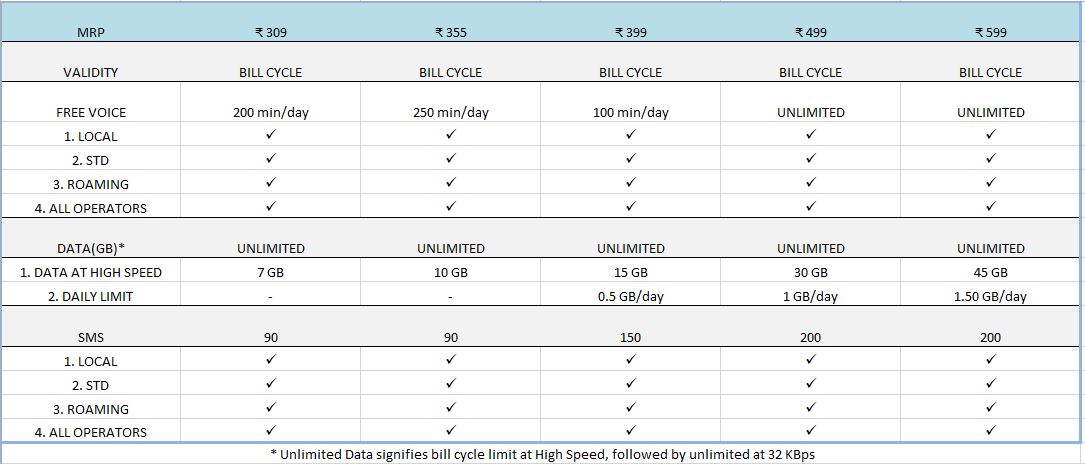 MRP ₹ 309 ₹ 355 ₹ 399 ₹ 499 ₹ 599
VALIDITY BILL CYCLE BILL CYCLE BILL CYCLE BILL CYCLE BILL CYCLE
FREE VOICE 200 min/day 250 min/day 100 min/day UNLIMITED UNLIMITED
1. LOCAL ✓ ✓ ✓ ✓ ✓
2. STD ✓ ✓ ✓ ✓ ✓
3. ROAMING ✓ ✓ ✓ ✓ ✓
4. ALL OPERATORS ✓ ✓ ✓ ✓ ✓
DATA(GB)* UNLIMITED UNLIMITED UNLIMITED UNLIMITED UNLIMITED
1. DATA AT HIGH SPEED 7 GB 10 GB 15 GB 30 GB 45 GB
2. DAILY LIMIT - - 0.5 GB/day 1 GB/day 1.50 GB/day
SMS 90 90 150 200 200
1. LOCAL ✓ ✓ ✓ ✓ ✓
2. STD ✓ ✓ ✓ ✓ ✓
3. ROAMING ✓ ✓ ✓ ✓ ✓
4. ALL OPERATORS ✓ ✓ ✓ ✓ ✓
* Unlimited Data signifies bill cycle limit at High Speed, followed by unlimited at 32 KBps